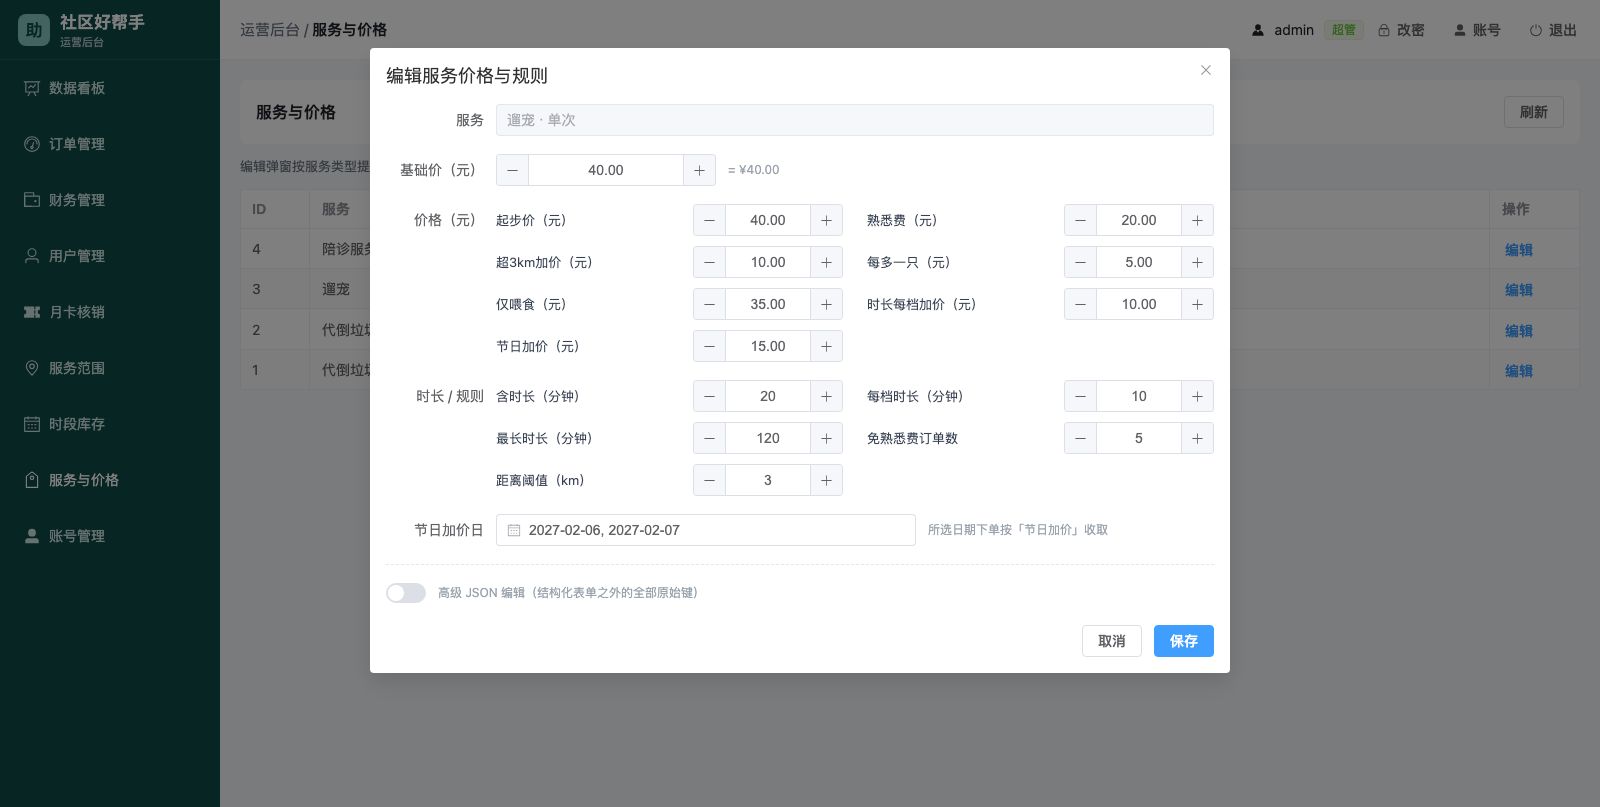 助
社区好帮手
运营后台
数据看板
订单管理
财务管理
用户管理
月卡核销
服务范围
时段库存
服务与价格
账号管理
运营后台 / 服务与价格
admin 超管 改密 账号 退出
服务与价格
刷新
编辑弹窗按服务类型提
ID 服务 操作
4 陪诊服务 编辑
3 遛宠 编辑
2 代倒垃圾 编辑
1 代倒垃圾 编辑
编辑服务价格与规则
服务 遛宠 · 单次
基础价（元） 40.00 = ¥40.00
价格（元） 起步价（元） 40.00 熟悉费（元） 20.00
超3km加价（元） 10.00 每多一只（元） 5.00
仅喂食（元） 35.00 时长每档加价（元） 10.00
节日加价（元） 15.00
时长 / 规则 含时长（分钟） 20 每档时长（分钟） 10
最长时长（分钟） 120 免熟悉费订单数 5
距离阈值（km） 3
节日加价日 2027-02-06, 2027-02-07 所选日期下单按「节日加价」收取
高级 JSON 编辑（结构化表单之外的全部原始键）
取消 保存